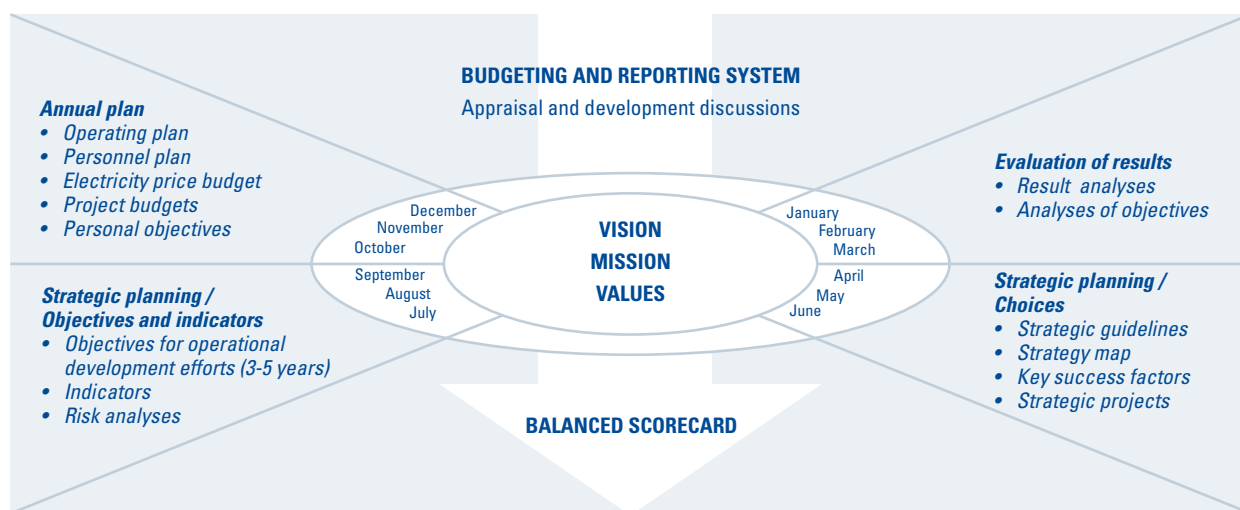 BUDGETING AND REPORTING SYSTEM
Appraisal and development discussions
Annual plan
• Operating plan
• Personnel plan
• Electricity price budget
• Project budgets
• Personal objectives
Evaluation of results
• Result analyses
• Analyses of objectives
December
November
October
September
August
July
VISION
MISSION
VALUES
January
February
March
April
May
June
Strategic planning /
Objectives and indicators
• Objectives for operational
development efforts (3-5 years)
• Indicators
• Risk analyses
Strategic planning /
Choices
• Strategic guidelines
• Strategy map
• Key success factors
• Strategic projects
BALANCED SCORECARD